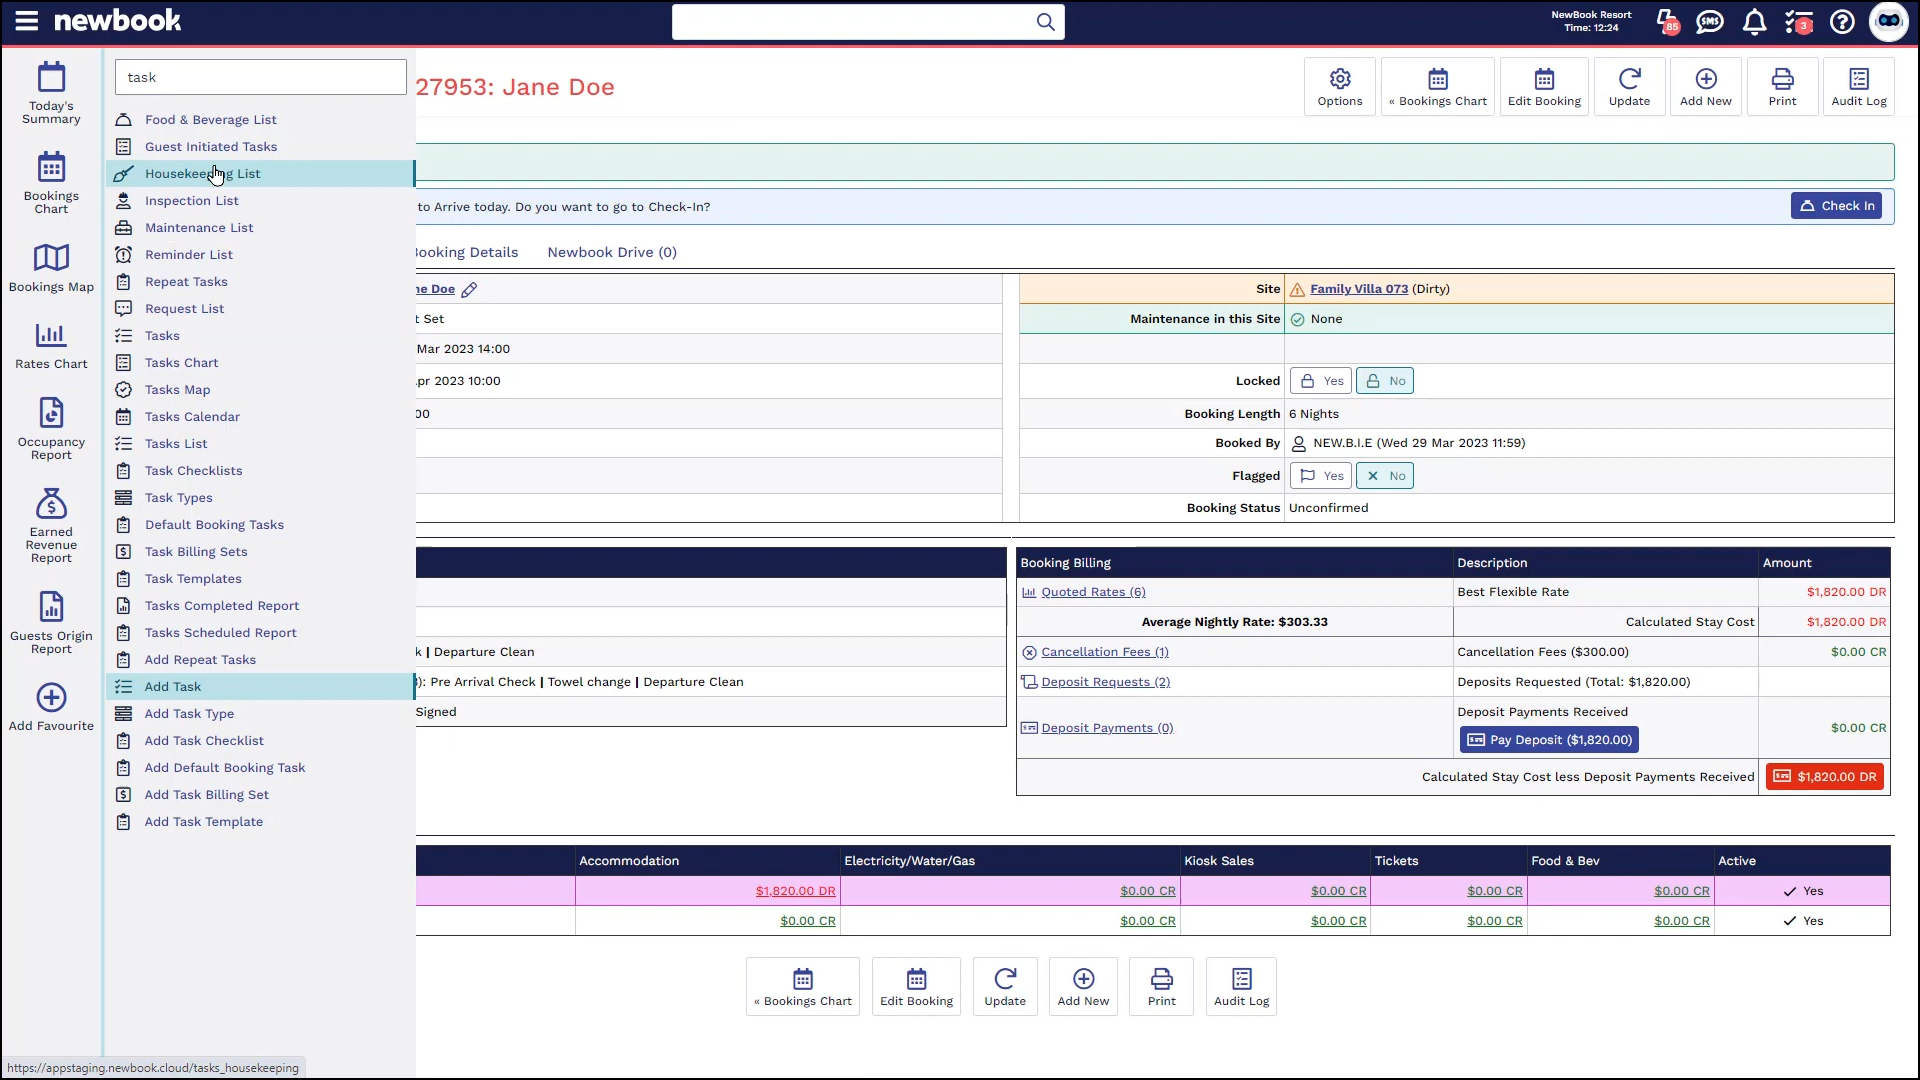 newbook
NewBook Resort
Time: 12:24
85
SMS
3
Today's
Summary
Bookings
Chart
Bookings Map
Rates Chart
Occupancy
Report
Earned
Revenue
Report
Guests Origin
Report
Add Favourite
task
Food & Beverage List
Guest Initiated Tasks
Housekeeping List
Inspection List
Maintenance List
Reminder List
Repeat Tasks
Request List
Tasks
Tasks Chart
Tasks Map
Tasks Calendar
Tasks List
Task Checklists
Task Types
Default Booking Tasks
Task Billing Sets
Task Templates
Tasks Completed Report
Tasks Scheduled Report
Add Repeat Tasks
Add Task
Add Task Type
Add Task Checklist
Add Default Booking Task
Add Task Billing Set
Add Task Template
27953: Jane Doe
Options
« Bookings Chart
Edit Booking
Update
Add New
Print
Audit Log
to Arrive today. Do you want to go to Check-In?
Check In
Booking Details
Newbook Drive (0)
ne Doe
t Set
Mar 2023 14:00
pr 2023 10:00
00
Site Family Villa 073 (Dirty)
Maintenance in this Site None
Locked Yes No
Booking Length 6 Nights
Booked By NEW.B.I.E (Wed 29 Mar 2023 11:59)
Flagged Yes No
Booking Status Unconfirmed
k | Departure Clean
): Pre Arrival Check | Towel change | Departure Clean
Signed
Booking Billing Description Amount
Quoted Rates (6) Best Flexible Rate $1,820.00 DR
Average Nightly Rate: $303.33 Calculated Stay Cost $1,820.00 DR
Cancellation Fees (1) Cancellation Fees ($300.00) $0.00 CR
Deposit Requests (2) Deposits Requested (Total: $1,820.00)
Deposit Payments (0) Deposit Payments Received $0.00 CR
Pay Deposit ($1,820.00)
Calculated Stay Cost less Deposit Payments Received $1,820.00 DR
Accommodation Electricity/Water/Gas Kiosk Sales Tickets Food & Bev Active
$1,820.00 DR $0.00 CR $0.00 CR $0.00 CR $0.00 CR Yes
$0.00 CR $0.00 CR $0.00 CR $0.00 CR $0.00 CR Yes
« Bookings Chart
Edit Booking
Update
Add New
Print
Audit Log
https://appstaging.newbook.cloud/tasks_housekeeping